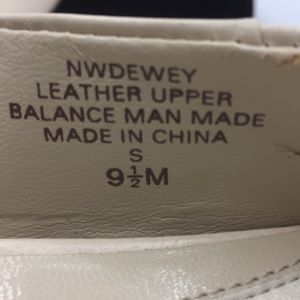 NWDEWEY
LEATHER UPPER
BALANCE MAN MADE
MADE IN CHINA
S
9½M